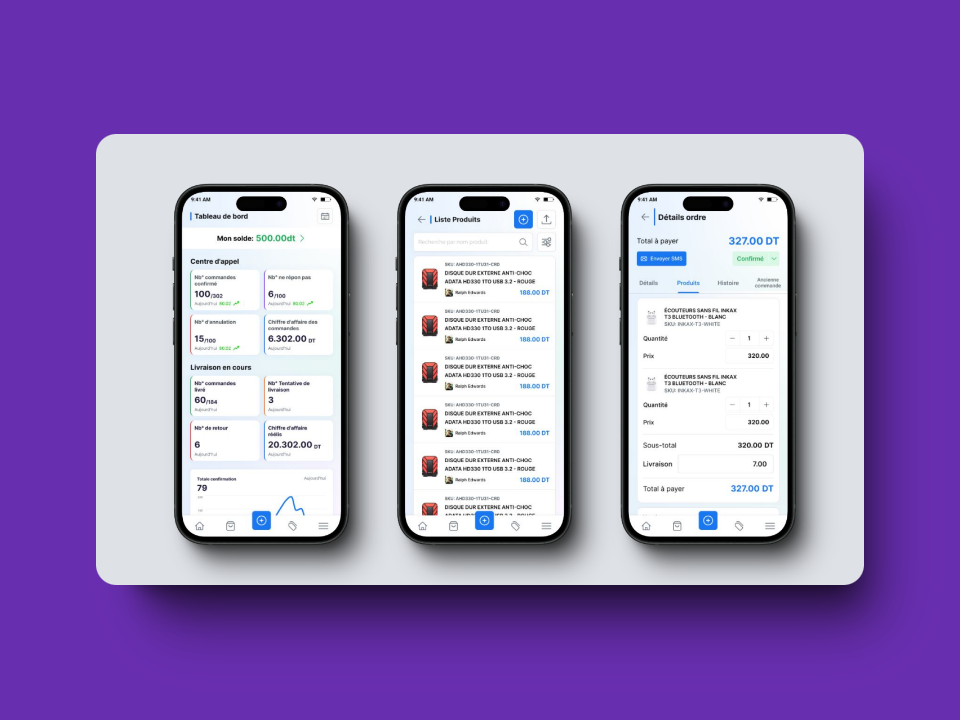 9:41 AM
Tableau de bord
Mon solde: 500.00dt
Centre d'appel
Nb° commandes
confirmé
100/302
Aujourd'hui
Nb° ne répon pas
6/100
Aujourd'hui
Nb° d'annulation
15/100
Aujourd'hui
Chiffre d'affaire des
commandes
6.302.00 DT
Aujourd'hui
Livraison en cours
Nb° commandes
livré
60/184
Aujourd'hui
Nb° Tentative de
livraison
3
Aujourd'hui
Nb° de retour
6
Aujourd'hui
Chiffre d'affaire
réélis
20.302.00 DT
Aujourd'hui
Totale confirmation
Aujourd'hui
79
9:41 AM
Liste Produits
Recherche par nom produit
SKU: AHD330-1TU31-CRD
DISQUE DUR EXTERNE ANTI-CHOC
ADATA HD330 1TO USB 3.2 - ROUGE
Ralph Edwards
188.00 DT
SKU: AHD330-1TU31-CRD
DISQUE DUR EXTERNE ANTI-CHOC
ADATA HD330 1TO USB 3.2 - ROUGE
Ralph Edwards
188.00 DT
SKU: AHD330-1TU31-CRD
DISQUE DUR EXTERNE ANTI-CHOC
ADATA HD330 1TO USB 3.2 - ROUGE
Ralph Edwards
188.00 DT
SKU: AHD330-1TU31-CRD
DISQUE DUR EXTERNE ANTI-CHOC
ADATA HD330 1TO USB 3.2 - ROUGE
Ralph Edwards
188.00 DT
SKU: AHD330-1TU31-CRD
DISQUE DUR EXTERNE ANTI-CHOC
ADATA HD330 1TO USB 3.2 - ROUGE
Ralph Edwards
188.00 DT
SKU: AHD330-1TU31-CRD
DISQUE DUR EXTERNE ANTI-CHOC
ADATA HD330 1TO USB 3.2 - ROUGE
9:41 AM
Détails ordre
Total à payer
327.00 DT
Envoyer SMS
Confirmé
Détails
Produits
Histoire
Ancienne
commande
ÉCOUTEURS SANS FIL INKAX
T3 BLUETOOTH - BLANC
SKU: INKAX-T3-WHITE
Quantité
1
Prix
320.00
ÉCOUTEURS SANS FIL INKAX
T3 BLUETOOTH - BLANC
SKU: INKAX-T3-WHITE
Quantité
1
Prix
320.00
Sous-total
320.00 DT
Livraison
7.00
Total à payer
327.00 DT